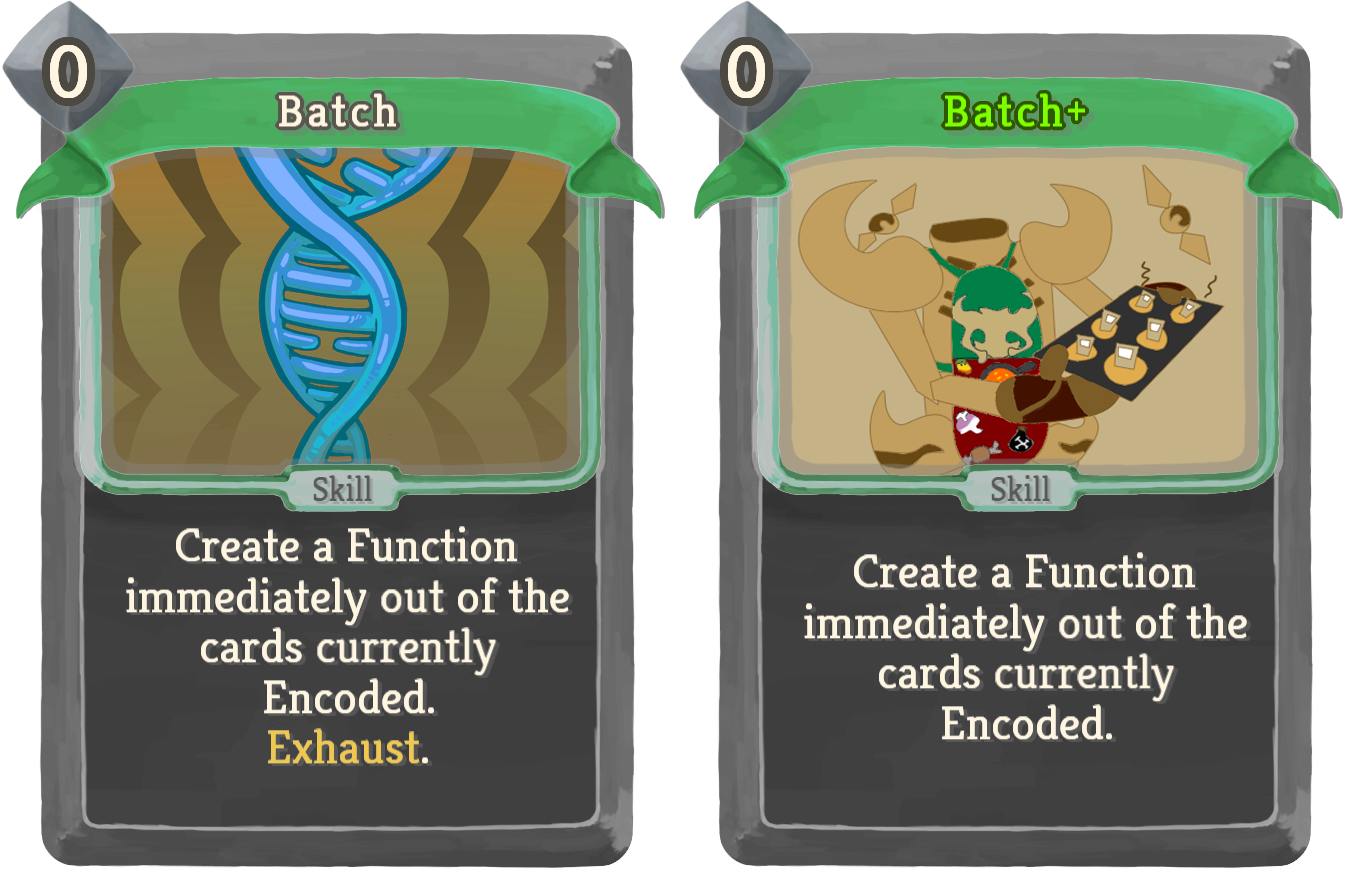 0
Batch
Skill
Create a Function
immediately out of the
cards currently
Encoded.
Exhaust.
0
Batch+
Skill
Create a Function
immediately out of the
cards currently
Encoded.